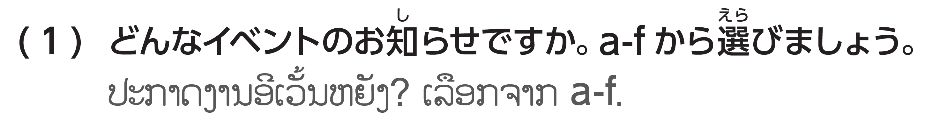 ( 1 ) どんなイベントのお知らせですか。a-f から選びましょう。
ປະກາດງານອີເວັ້ນຫຍັງ? ເລືອກຈາກ a-f.